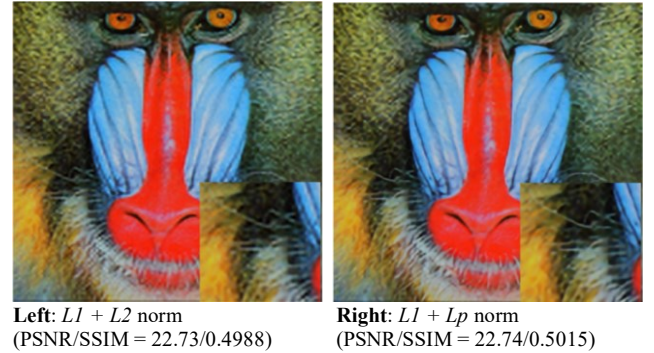 Left: L1 + L2 norm
(PSNR/SSIM = 22.73/0.4988)
Right: L1 + Lp norm
(PSNR/SSIM = 22.74/0.5015)